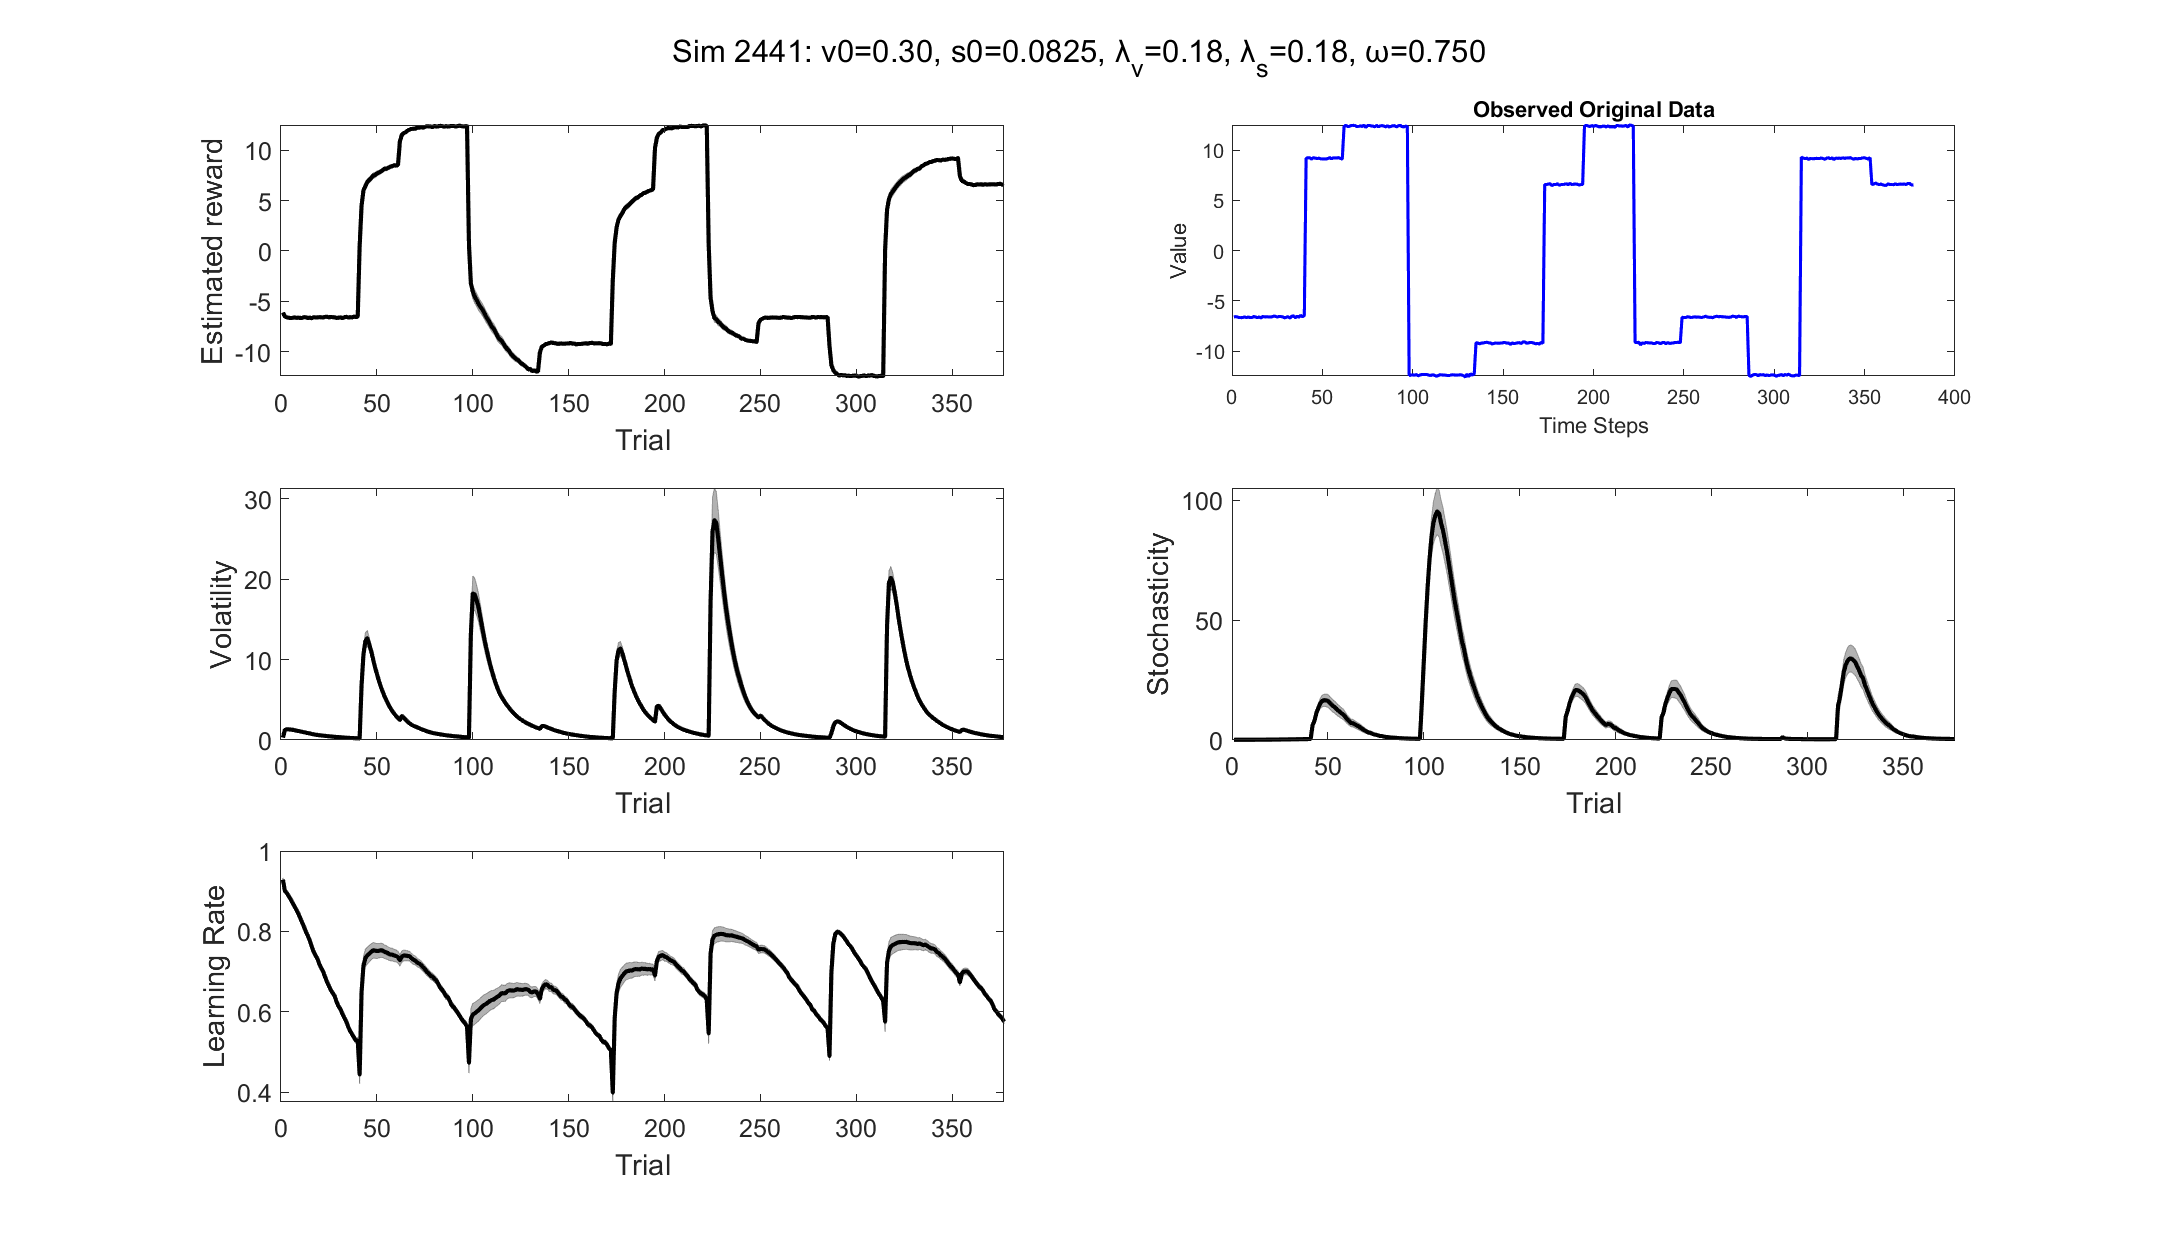 Sim 2441: v0=0.30, s0=0.0825, λ_v=0.18, λ_s=0.18, ω=0.750
Estimated reward
10
5
0
-5
-10
0 50 100 150 200 250 300 350
Trial
Observed Original Data
Value
10
5
0
-5
-10
0 50 100 150 200 250 300 350 400
Time Steps
Volatility
30
20
10
0
0 50 100 150 200 250 300 350
Trial
Stochasticity
100
50
0
0 50 100 150 200 250 300 350
Trial
Learning Rate
1
0.8
0.6
0.4
0 50 100 150 200 250 300 350
Trial